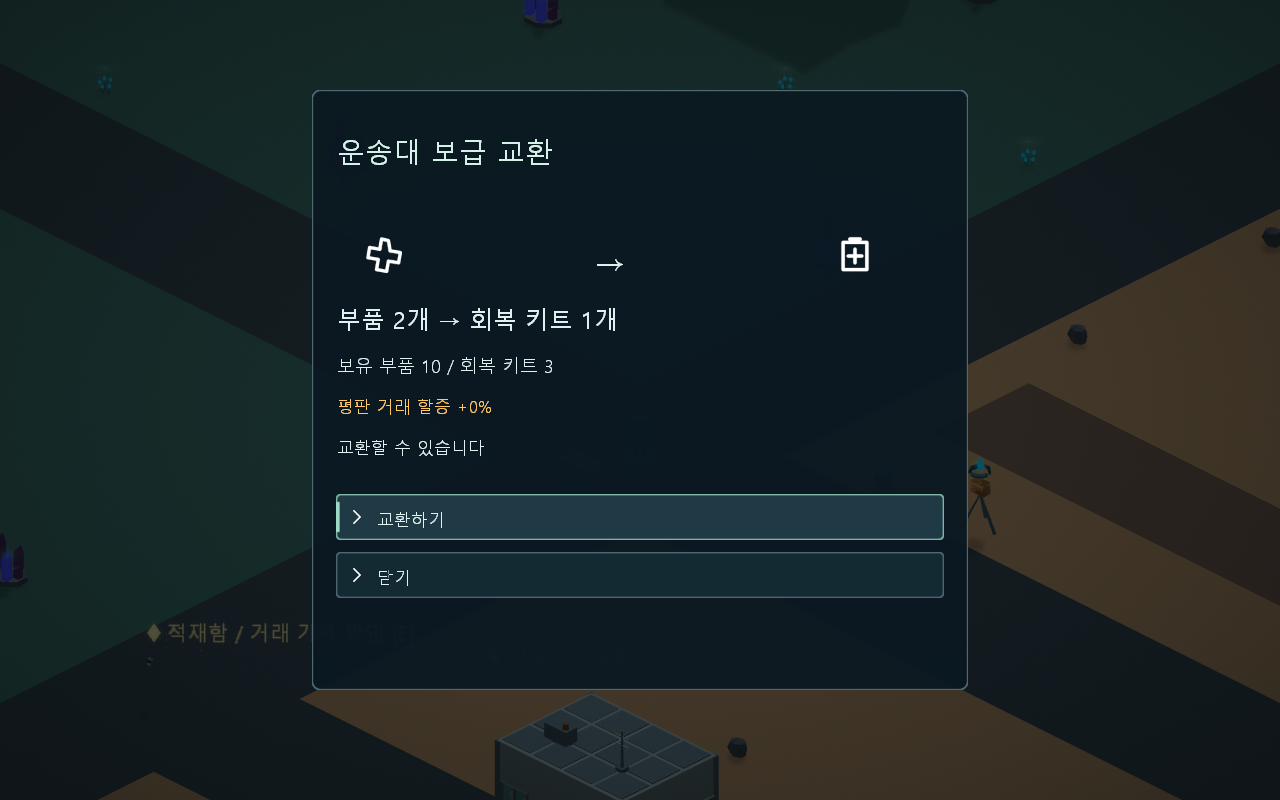 운송대 보급 교환
→
부품 2개 → 회복 키트 1개
보유 부품 10 / 회복 키트 3
평판 거래 할증 +0%
교환할 수 있습니다
교환하기
닫기
적재함 / 거래